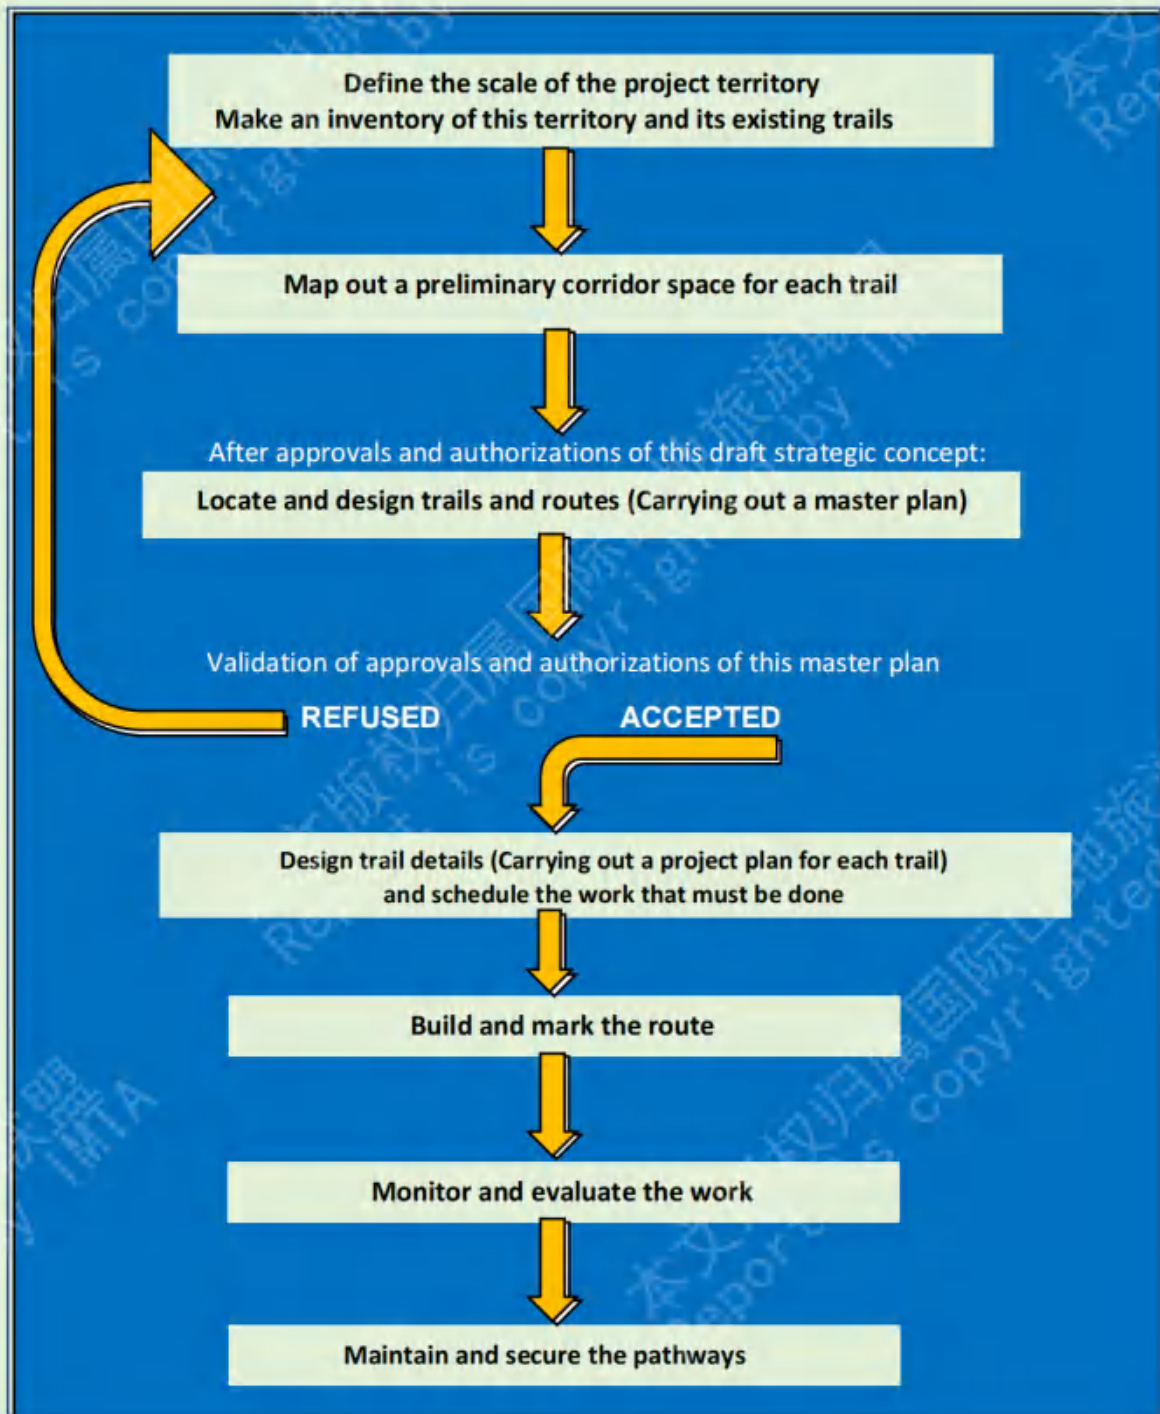 Define the scale of the project territory
Make an inventory of this territory and its existing trails
Map out a preliminary corridor space for each trail
After approvals and authorizations of this draft strategic concept:
Locate and design trails and routes (Carrying out a master plan)
Validation of approvals and authorizations of this master plan
REFUSED ACCEPTED
Design trail details (Carrying out a project plan for each trail)
and schedule the work that must be done
Build and mark the route
Monitor and evaluate the work
Maintain and secure the pathways